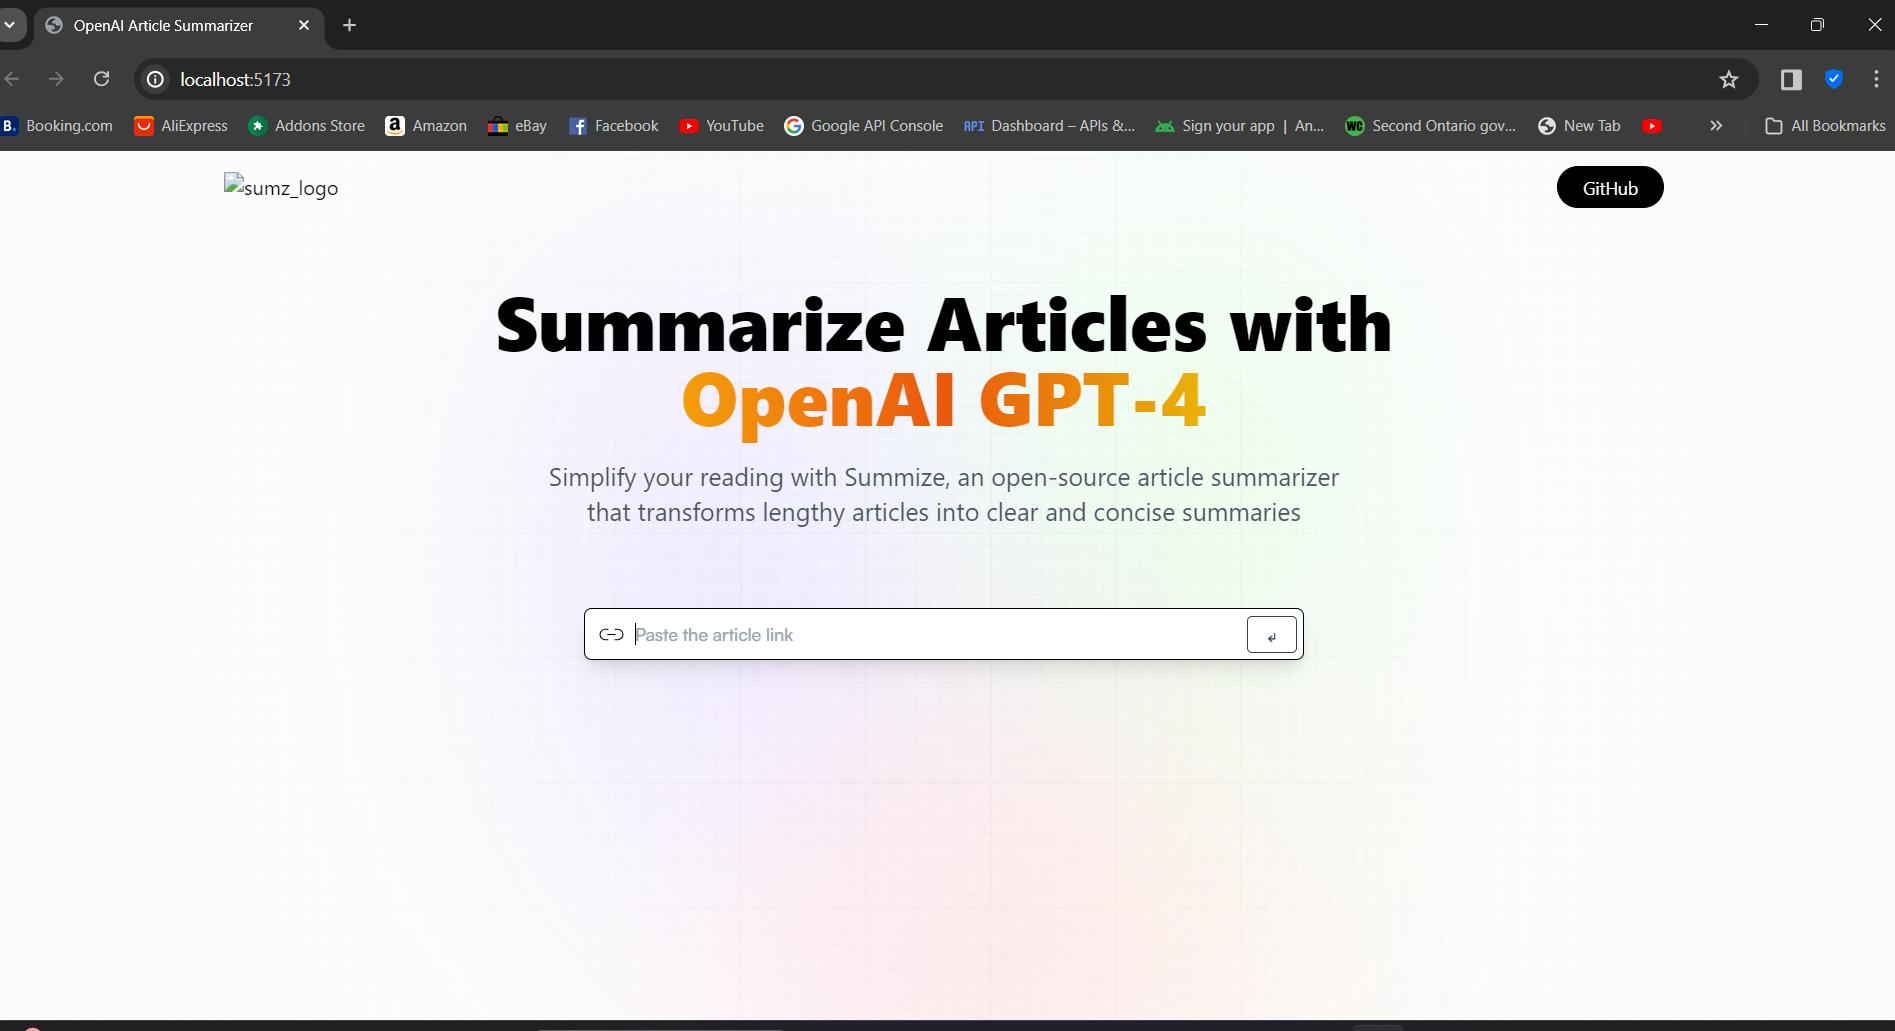 OpenAI Article Summarizer
localhost:5173
B. Booking.com AliExpress Addons Store a Amazon eBay Facebook YouTube Google API Console API Dashboard – APIs &... Sign your app | An... WC Second Ontario gov... New Tab » All Bookmarks
sumz_logo GitHub
Summarize Articles with
OpenAI GPT-4
Simplify your reading with Summize, an open-source article summarizer
that transforms lengthy articles into clear and concise summaries
Paste the article link ↲